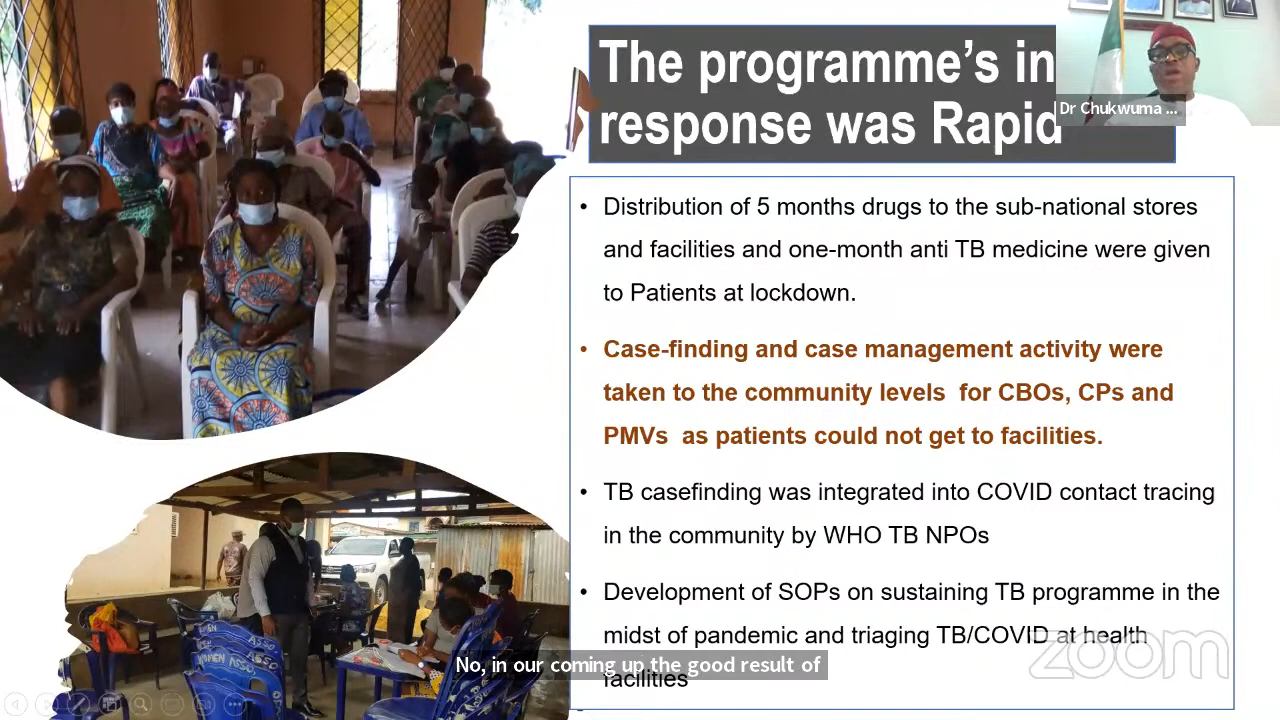 The programme's in
response was Rapid
Dr Chukwuma ...
• Distribution of 5 months drugs to the sub-national stores
and facilities and one-month anti TB medicine were given
to Patients at lockdown.
• Case-finding and case management activity were
taken to the community levels for CBOs, CPs and
PMVs as patients could not get to facilities.
• TB casefinding was integrated into COVID contact tracing
in the community by WHO TB NPOs
• Development of SOPs on sustaining TB programme in the
midst of pandemic and triaging TB/COVID at health
facilities
zoom
No, in our coming up the good result of
WOMEN ASSO
ASSO